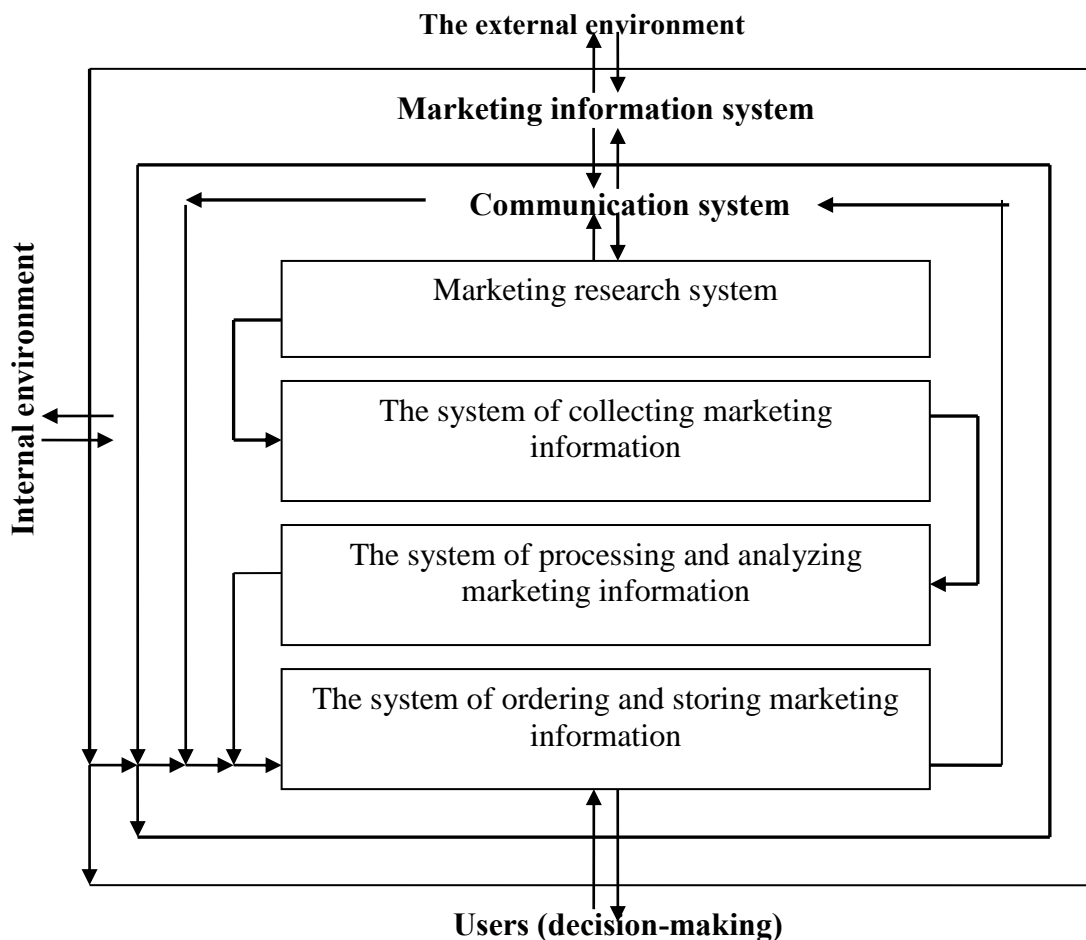 The external environment
Marketing information system
Communication system
Internal environment
Marketing research system
The system of collecting marketing
information
The system of processing and analyzing
marketing information
The system of ordering and storing marketing
information
Users (decision-making)